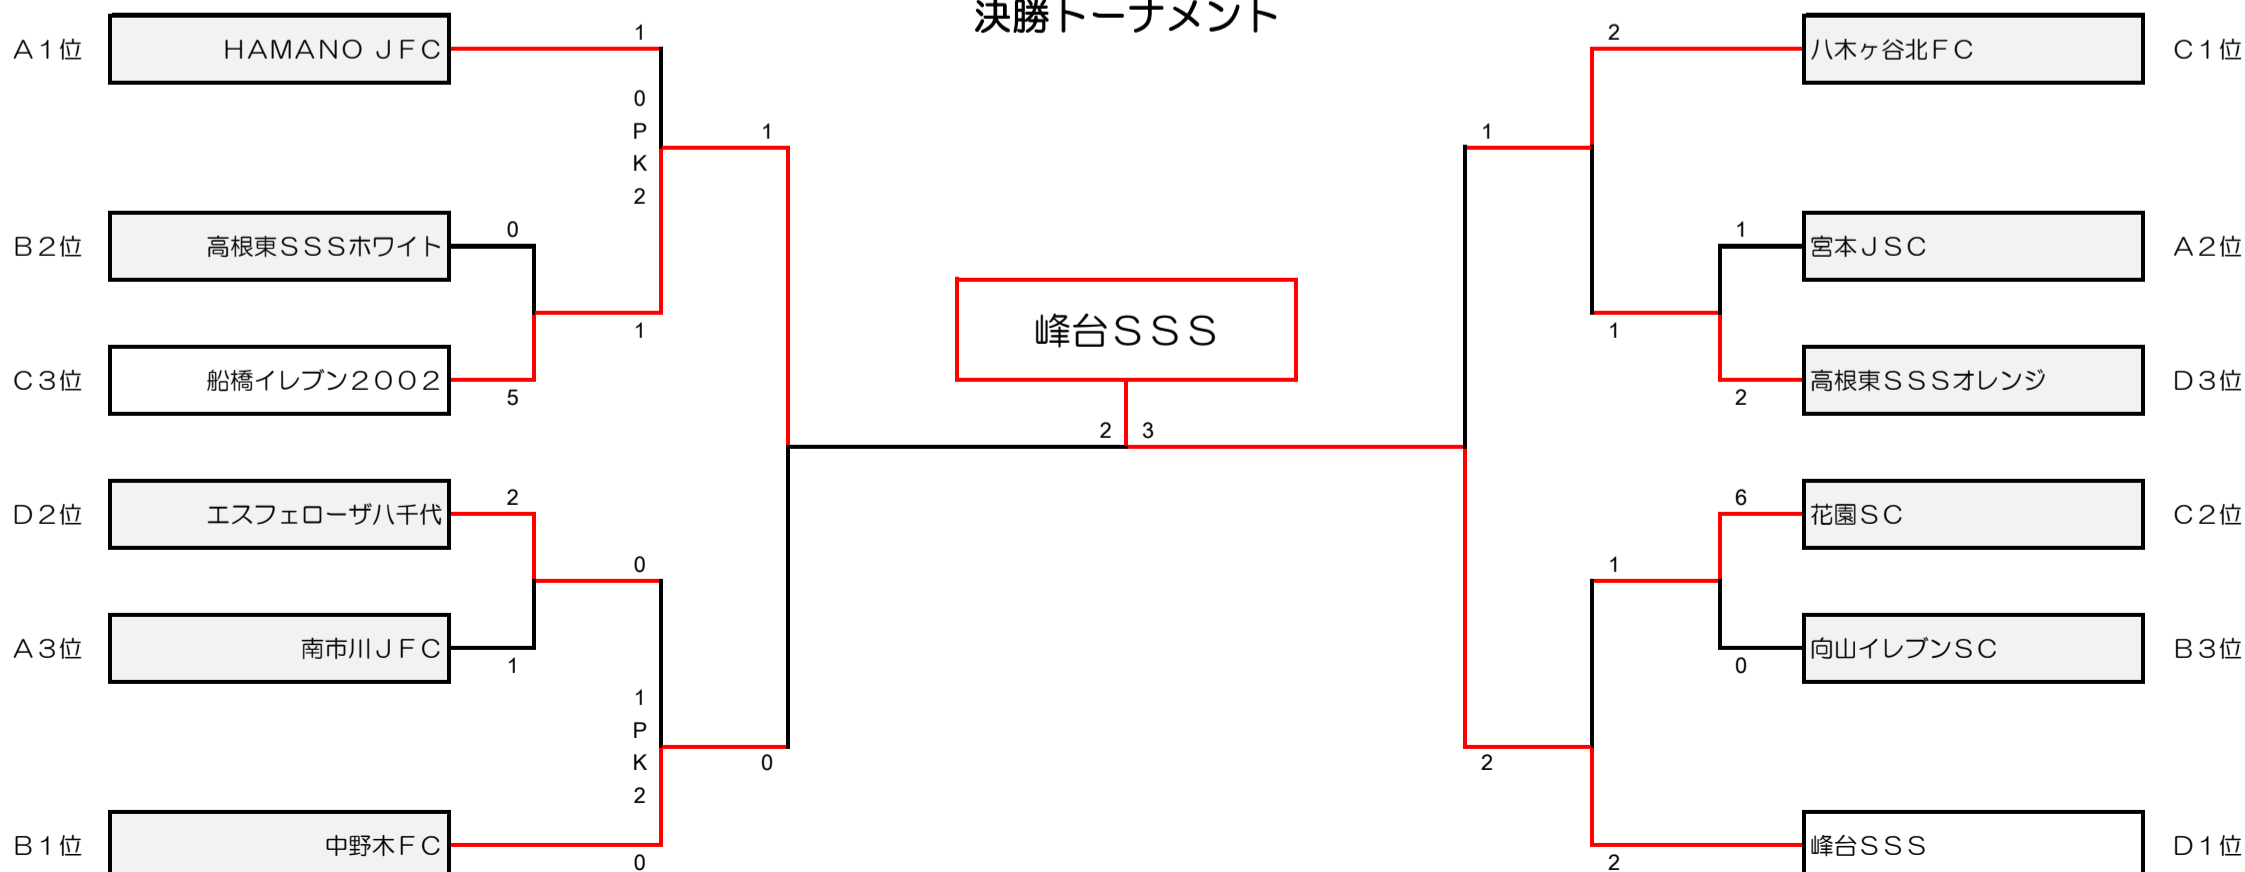 決勝トーナメント
A1位 HAMANO JFC 1 2 八木ヶ谷北FC C1位
0
P 1 1
K
2
B2位 高根東SSSホワイト 0 1 宮本JSC A2位
峰台SSS
1 1
C3位 船橋イレブン2002 5 2 高根東SSSオレンジ D3位
2 3
D2位 エスフェローザ八千代 2 6 花園SC C2位
0 1
A3位 南市川JFC 1 0 向山イレブンSC B3位
1
P
K 0 2
2
B1位 中野木FC 0 2 峰台SSS D1位